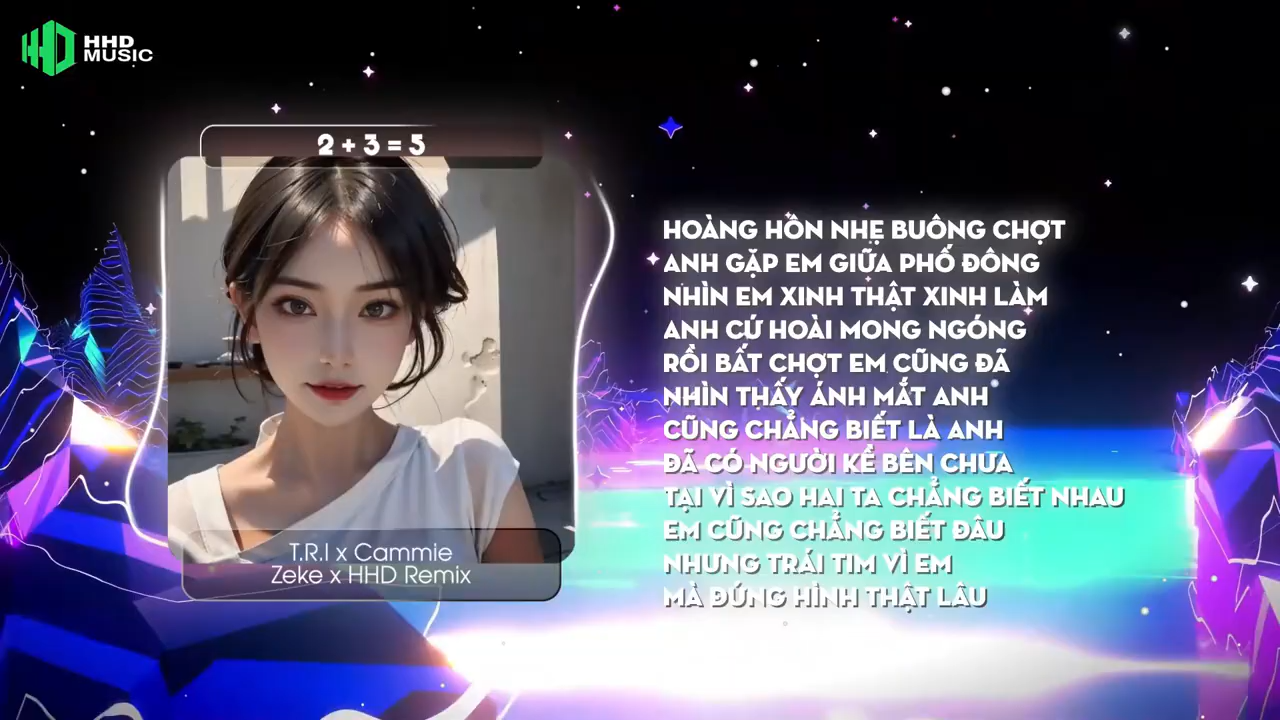 HHD
MUSIC
2 + 3 = 5
T.R.I x Cammie
Zeke x HHD Remix
HOÀNG HÔN NHẸ BUÔNG CHỢT
ANH GẶP EM GIỮA PHỐ ĐÔNG
NHÌN EM XINH THẬT XINH LÀM
ANH CỨ HOÀI MONG NGÓNG
RỒI BẤT CHỢT EM CŨNG ĐÃ
NHÌN THẤY ÁNH MẮT ANH
CŨNG CHẲNG BIẾT LÀ ANH
ĐÃ CÓ NGƯỜI KỀ BÊN CHƯA
TẠI VÌ SAO HAI TA CHẲNG BIẾT NHAU
EM CŨNG CHẲNG BIẾT ĐÂU
NHƯNG TRÁI TIM VÌ EM
MÀ ĐỨNG HÌNH THẬT LÂU